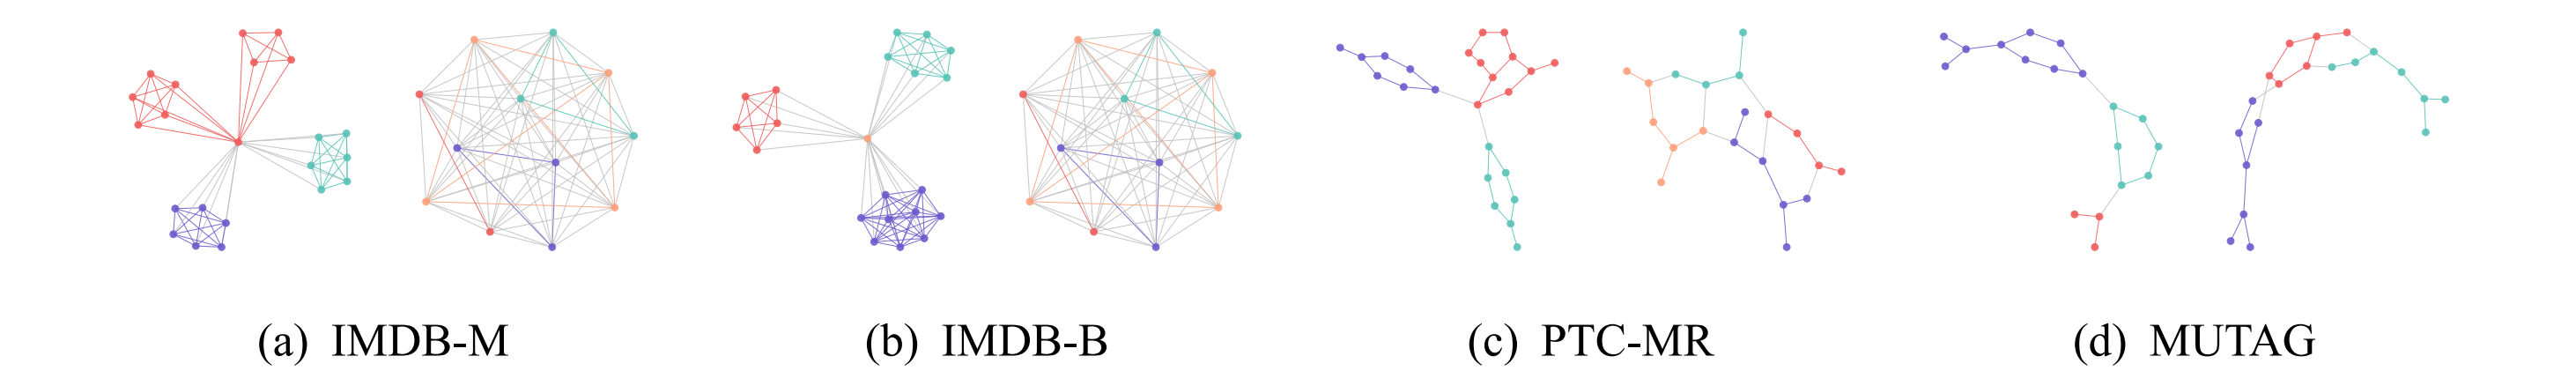 (a) IMDB-M (b) IMDB-B (c) PTC-MR (d) MUTAG